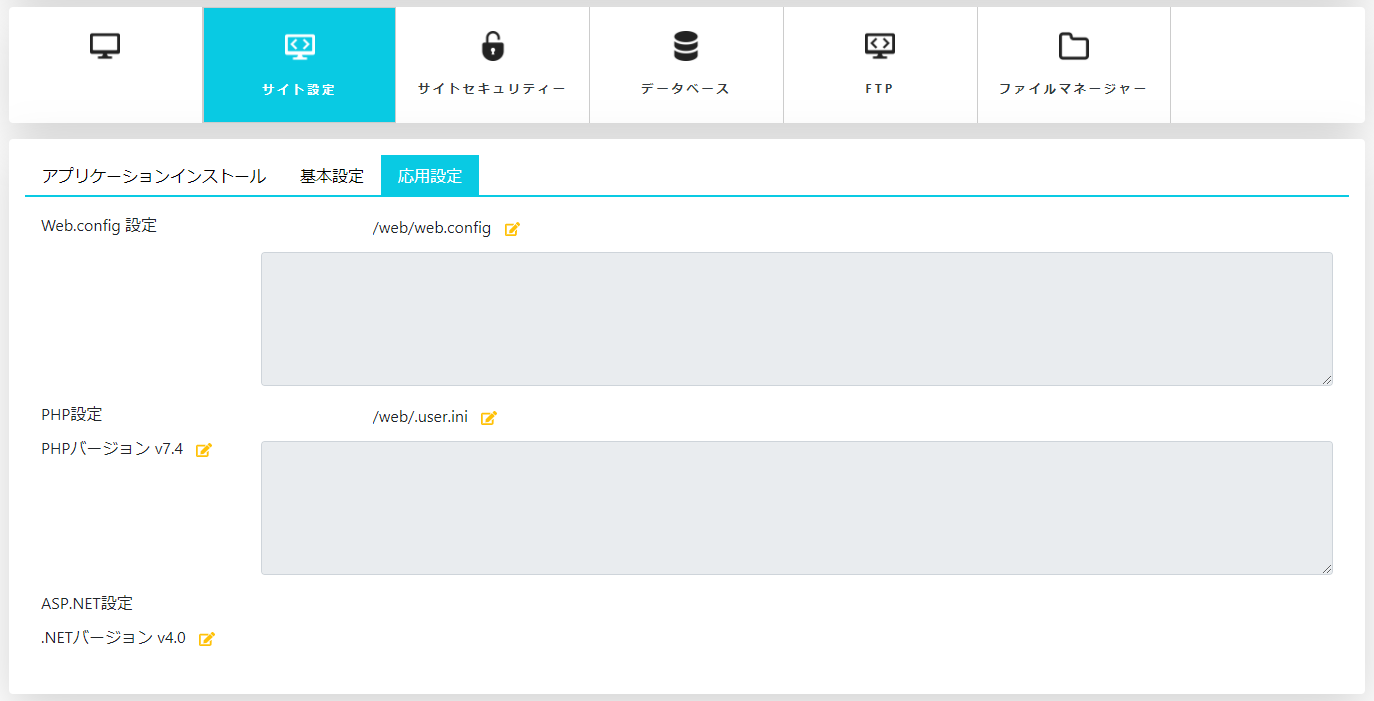 サイト設定
サイトセキュリティー
データベース
FTP
ファイルマネージャー
アプリケーションインストール
基本設定
応用設定
Web.config 設定
/web/web.config
PHP設定
/web/.user.ini
PHPバージョン v7.4
ASP.NET設定
.NETバージョン v4.0